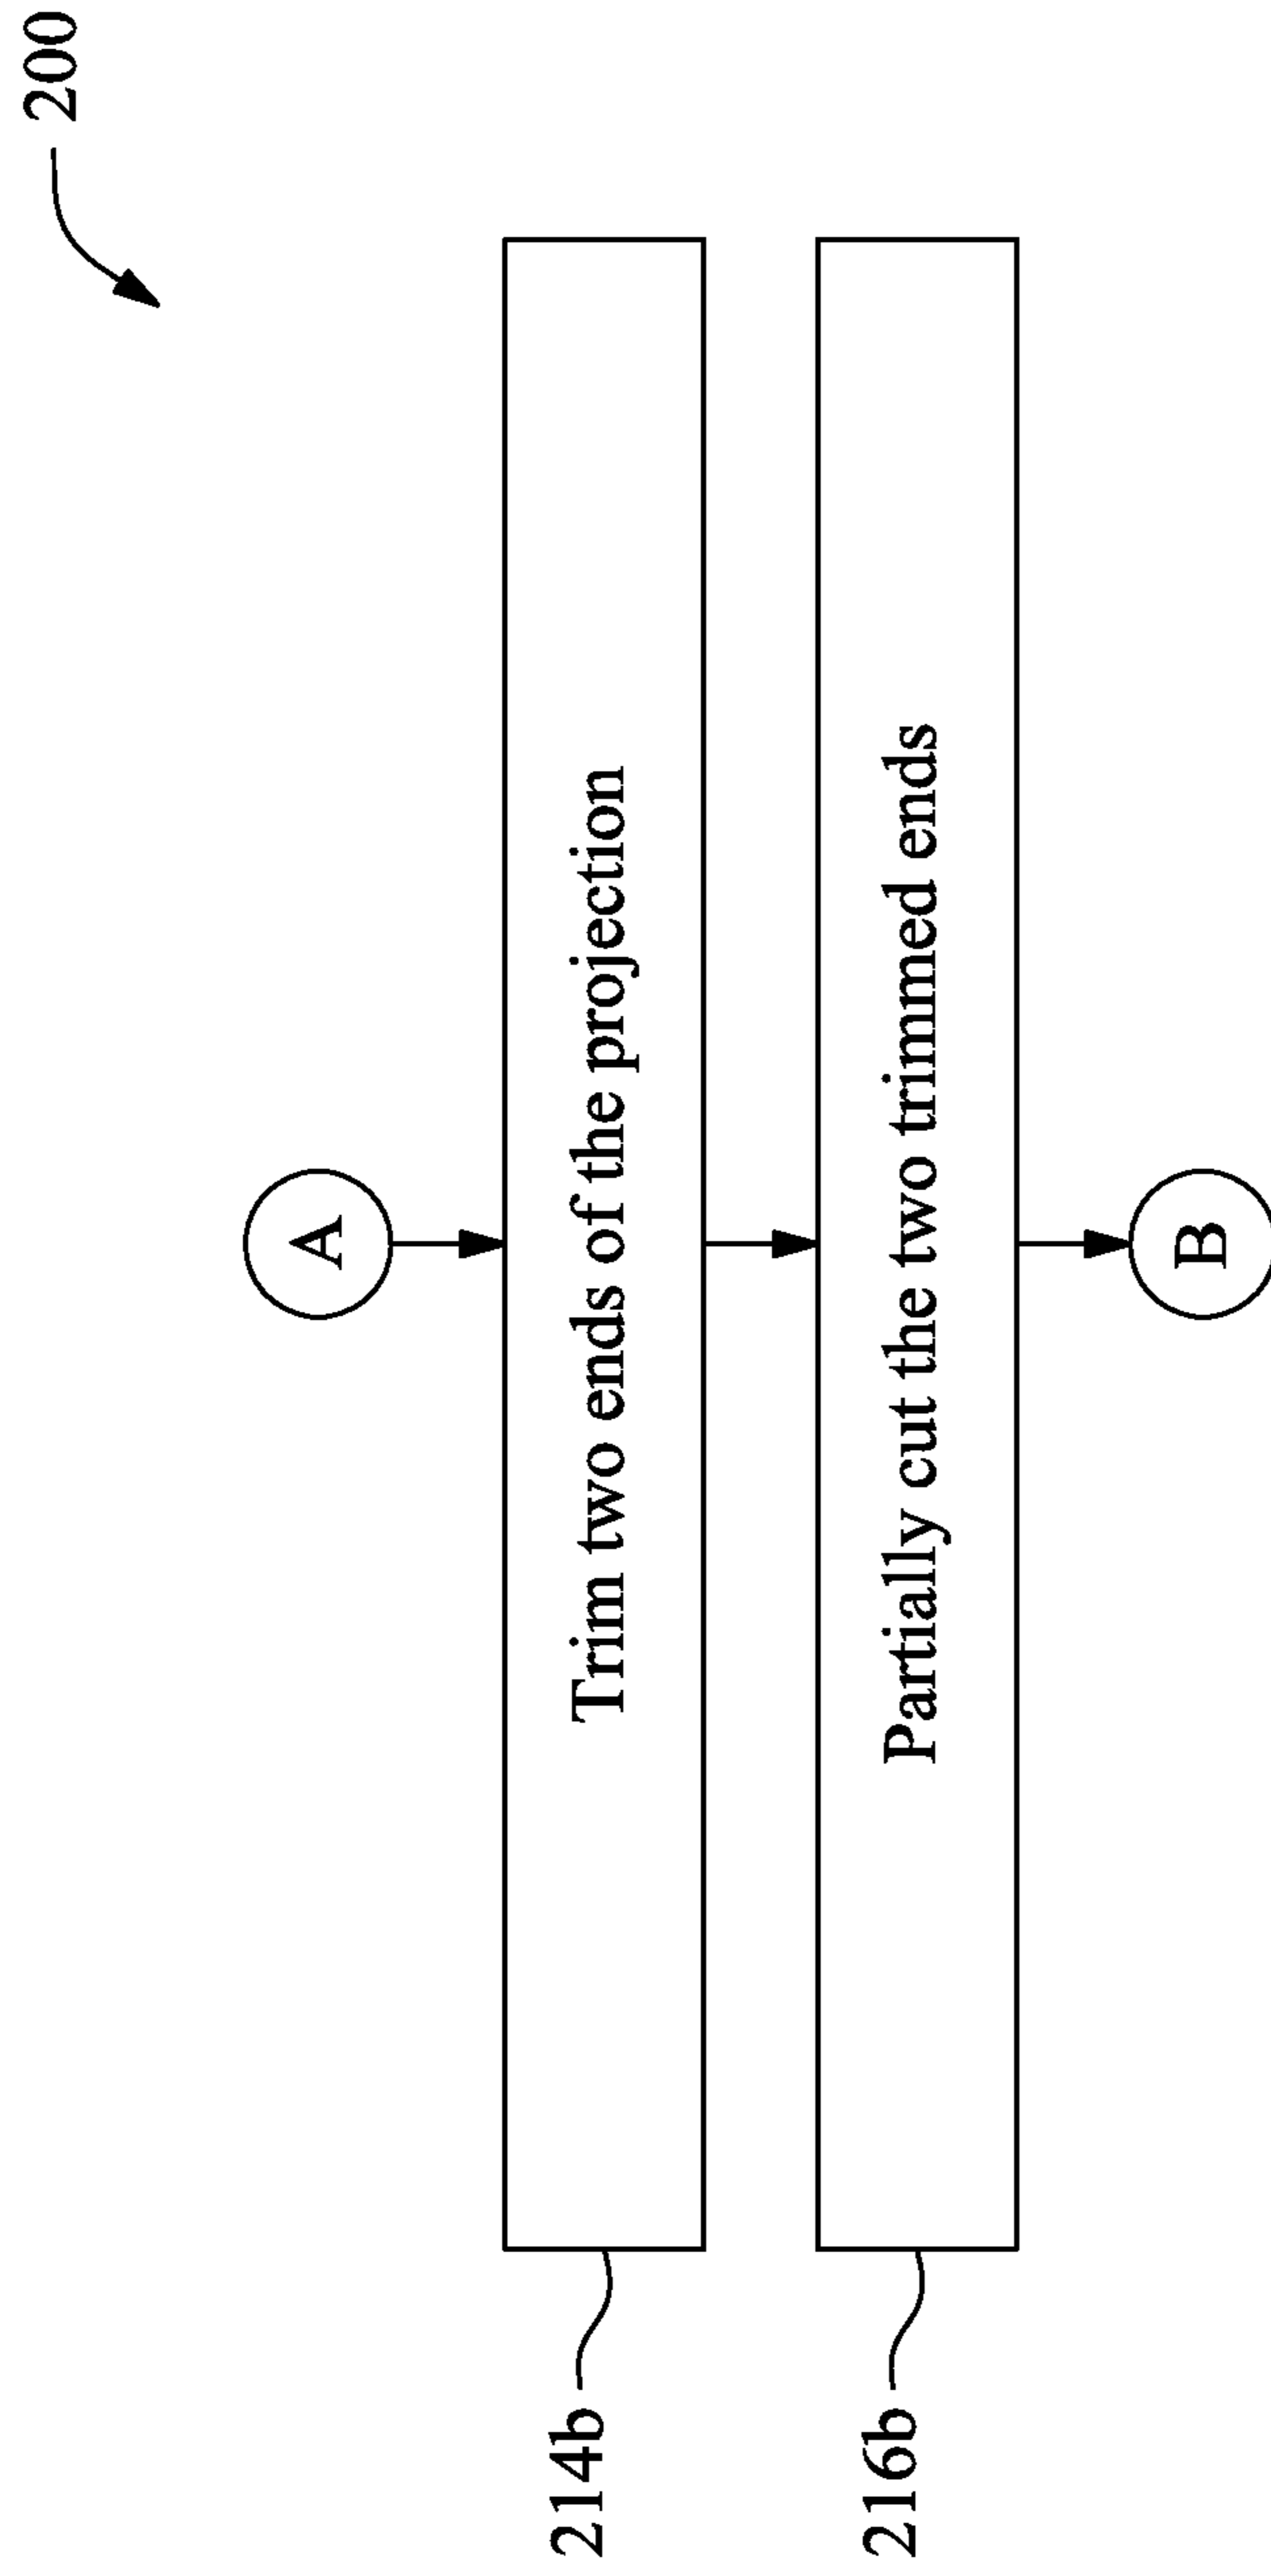 200
A
Trim two ends of the projection
214b
Partially cut the two trimmed ends
216b
B